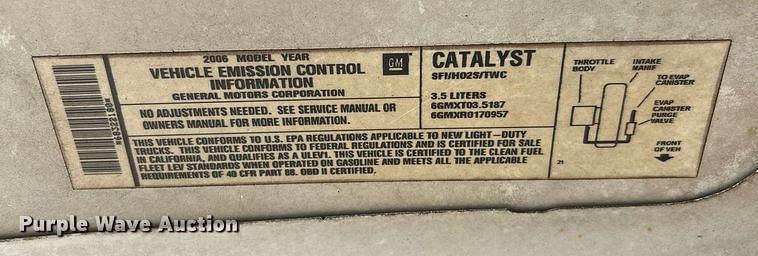 2006 MODEL YEAR
VEHICLE EMISSION CONTROL
INFORMATION
GENERAL MOTORS CORPORATION
GM
NO ADJUSTMENTS NEEDED. SEE SERVICE MANUAL OR
OWNERS MANUAL FOR MORE INFORMATION.
CATALYST
SFI/HO2S/TWC
3.5 LITERS
6GMXT03.5187
6GMXR0170957
THIS VEHICLE CONFORMS TO U.S. EPA REGULATIONS APPLICABLE TO NEW LIGHT-DUTY
TRUCKS. THIS VEHICLE CONFORMS TO FEDERAL REGULATIONS AND IS CERTIFIED FOR SALE
IN CALIFORNIA, AND QUALIFIES AS A ULEV1. THIS VEHICLE IS CERTIFIED TO THE CLEAN FUEL
FLEET LEV STANDARDS WHEN OPERATED ON GASOLINE AND MEETS ALL THE APPLICABLE
REQUIREMENTS OF 40 CFR PART 88. OBD II CERTIFIED.
THROTTLE
BODY
INTAKE
MANIF
TO EVAP
CANISTER
EVAP
CANISTER
PURGE
VALVE
FRONT
OF VEH
21
Purple Wave Auction